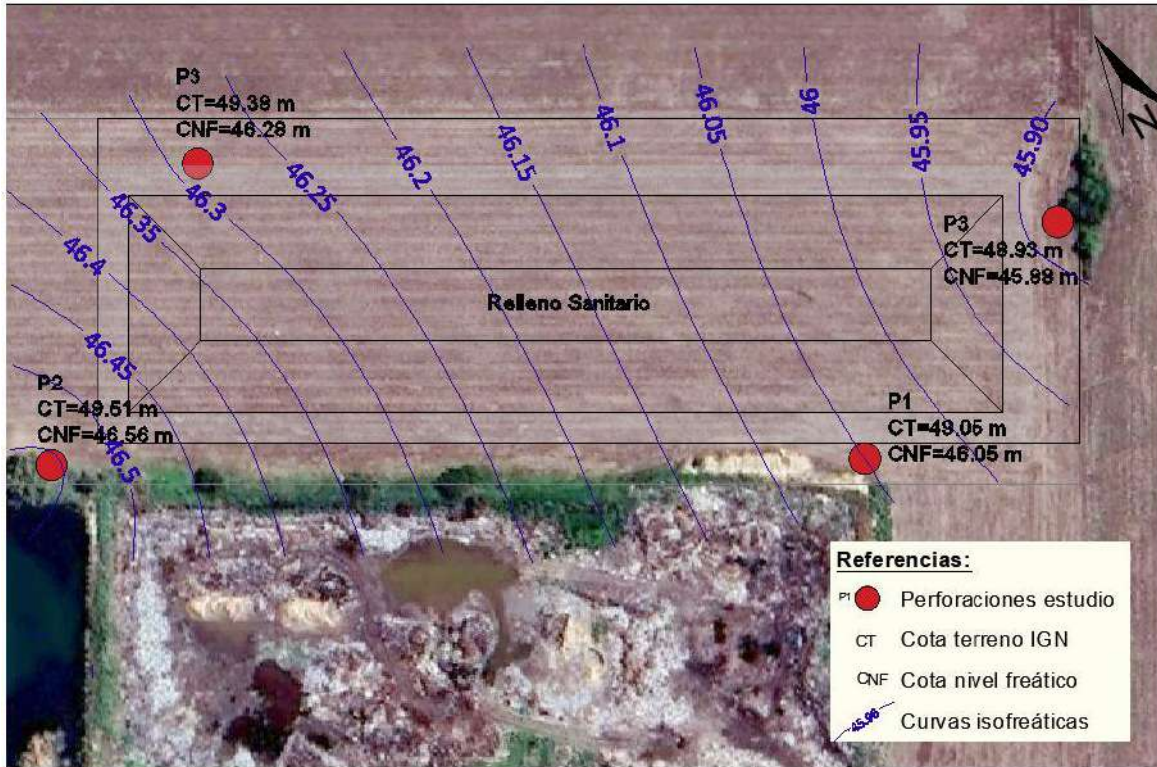 P3
CT=49.39 m
CNF=46.28 m
46.35
46.3
46.25
46.2
46.15
46.1
46.05
46
45.95
45.90
46.4
46.45
46.5
P3
CT=48.93 m
CNF=45.89 m
Relleno Sanitario
P2
CT=49.51 m
CNF=46.56 m
P1
CT=49.05 m
CNF=46.05 m
N
Referencias:
P1 Perforaciones estudio
CT Cota terreno IGN
CNF Cota nivel freático
45.96 Curvas isofreáticas